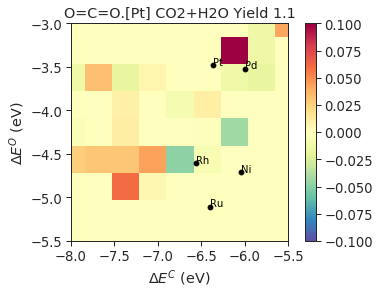 O=C=O.[Pt] CO2+H2O Yield 1.1
−3.0
−3.5
−4.0
−4.5
−5.0
−5.5
ΔE^O (eV)
Pt
Pd
Rh
Ni
Ru
−8.0 −7.5 −7.0 −6.5 −6.0 −5.5
ΔE^C (eV)
0.100
0.075
0.050
0.025
0.000
−0.025
−0.050
−0.075
−0.100